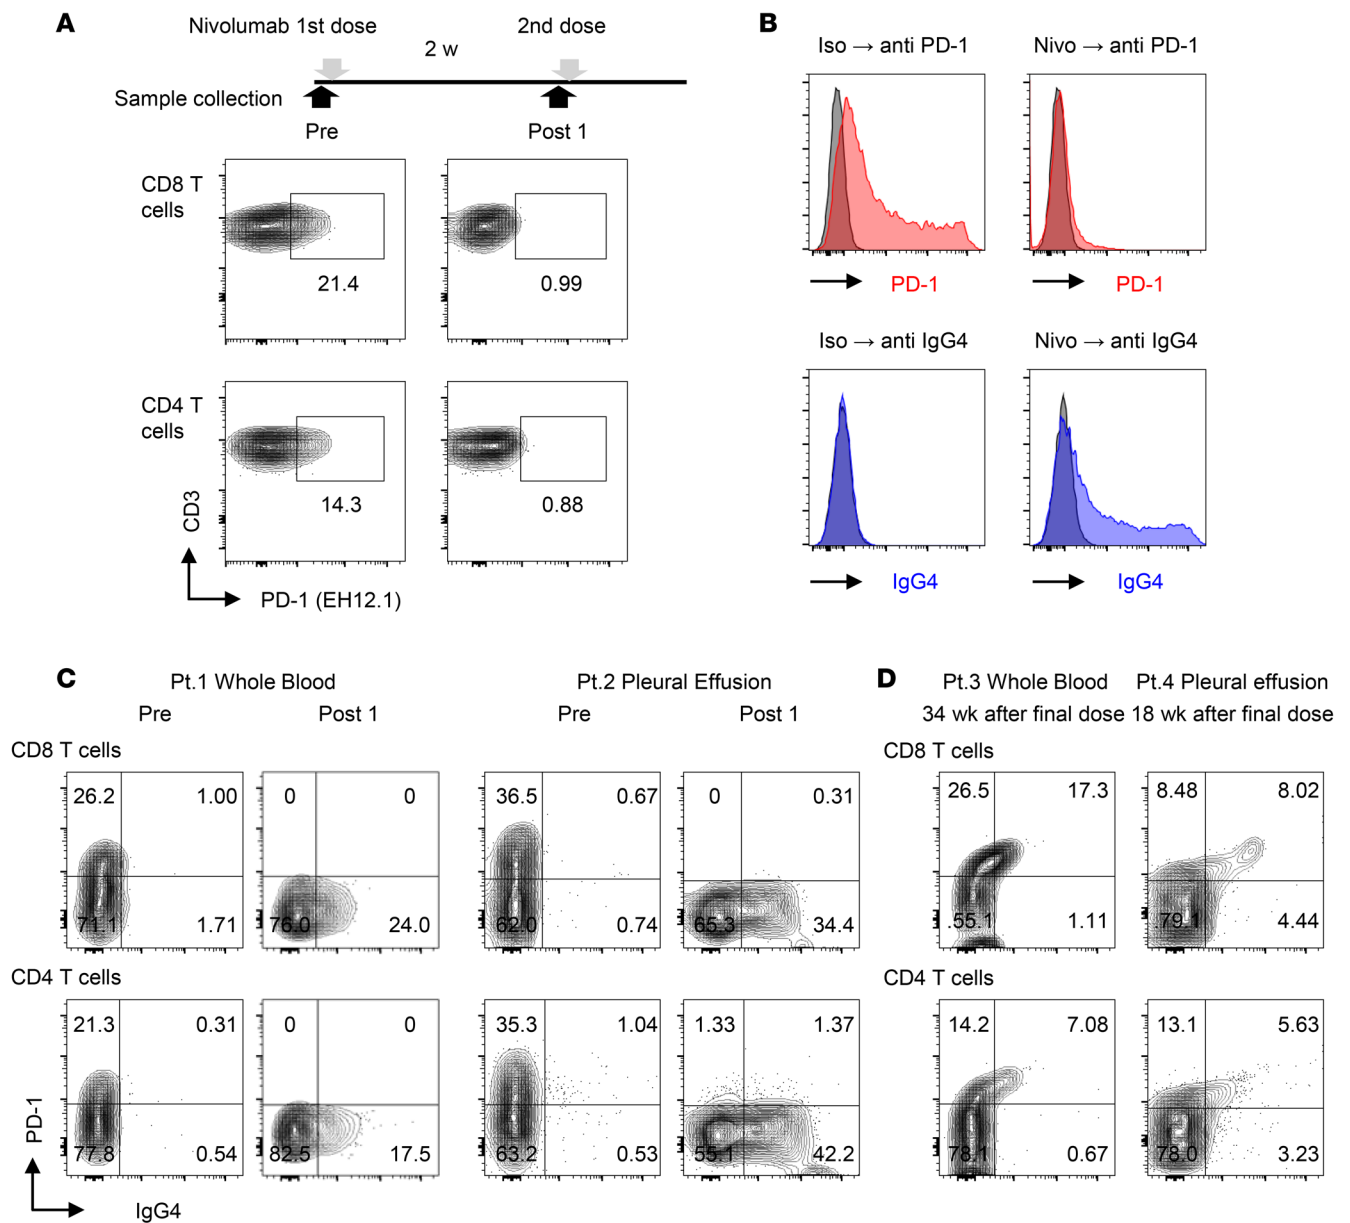 A
Nivolumab 1st dose
2nd dose
2 w
Sample collection
Pre
Post 1
CD8 T
cells
21.4
0.99
CD4 T
cells
14.3
0.88
CD3
PD-1 (EH12.1)
B
Iso → anti PD-1
Nivo → anti PD-1
PD-1
PD-1
Iso → anti IgG4
Nivo → anti IgG4
IgG4
IgG4
C
Pt.1 Whole Blood
Pt.2 Pleural Effusion
Pre
Post 1
Pre
Post 1
CD8 T cells
26.2
1.00
0
0
36.5
0.67
0
0.31
71.1
1.71
76.0
24.0
62.0
0.74
65.3
34.4
CD4 T cells
21.3
0.31
0
0
35.3
1.04
1.33
1.37
77.8
0.54
82.5
17.5
63.2
0.53
55.1
42.2
PD-1
IgG4
D
Pt.3 Whole Blood
34 wk after final dose
Pt.4 Pleural effusion
18 wk after final dose
CD8 T cells
26.5
17.3
8.48
8.02
.55.1
1.11
79.1
4.44
CD4 T cells
14.2
7.08
13.1
5.63
78.1
0.67
78.0
3.23